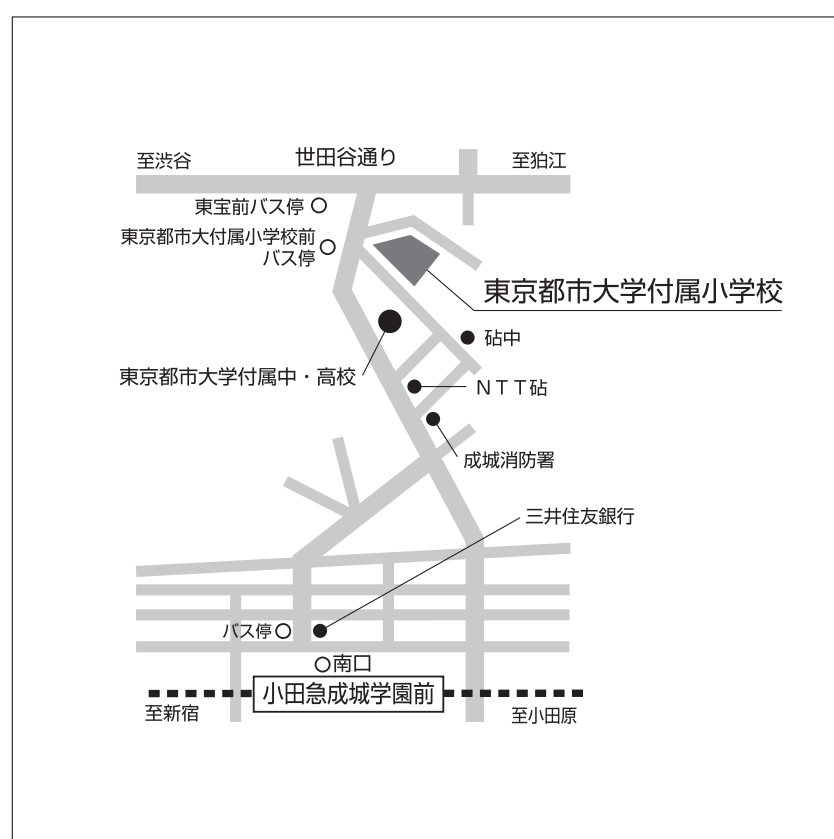 至渋谷
世田谷通り
至狛江
東宝前バス停
東京都市大付属小学校前
バス停
東京都市大学付属小学校
砧中
東京都市大学付属中・高校
ＮＴＴ砧
成城消防署
三井住友銀行
バス停
南口
小田急成城学園前
至新宿
至小田原